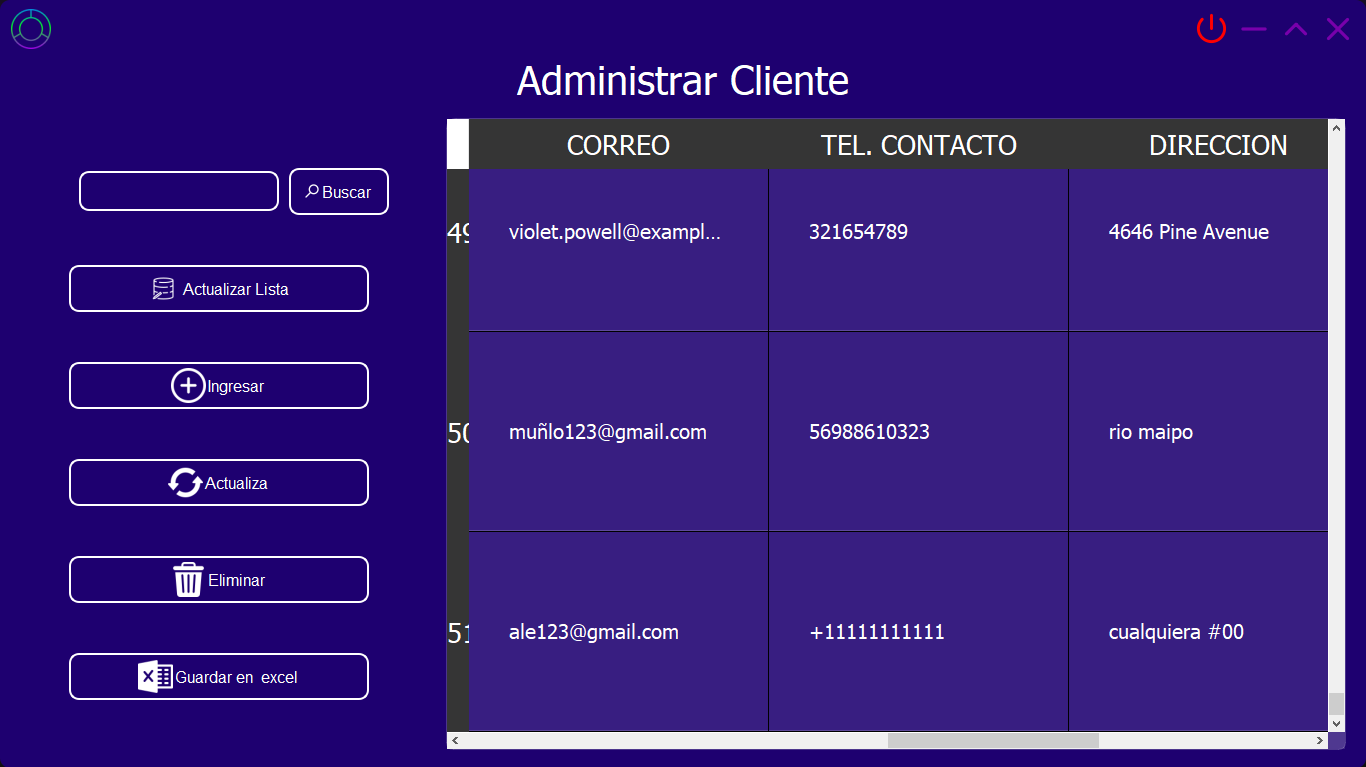 Administrar Cliente
CORREO TEL. CONTACTO DIRECCION
Buscar
49 violet.powell@exampl... 321654789 4646 Pine Avenue
Actualizar Lista
Ingresar
50 muñlo123@gmail.com 56988610323 rio maipo
Actualiza
Eliminar
51 ale123@gmail.com +11111111111 cualquiera #00
Guardar en excel